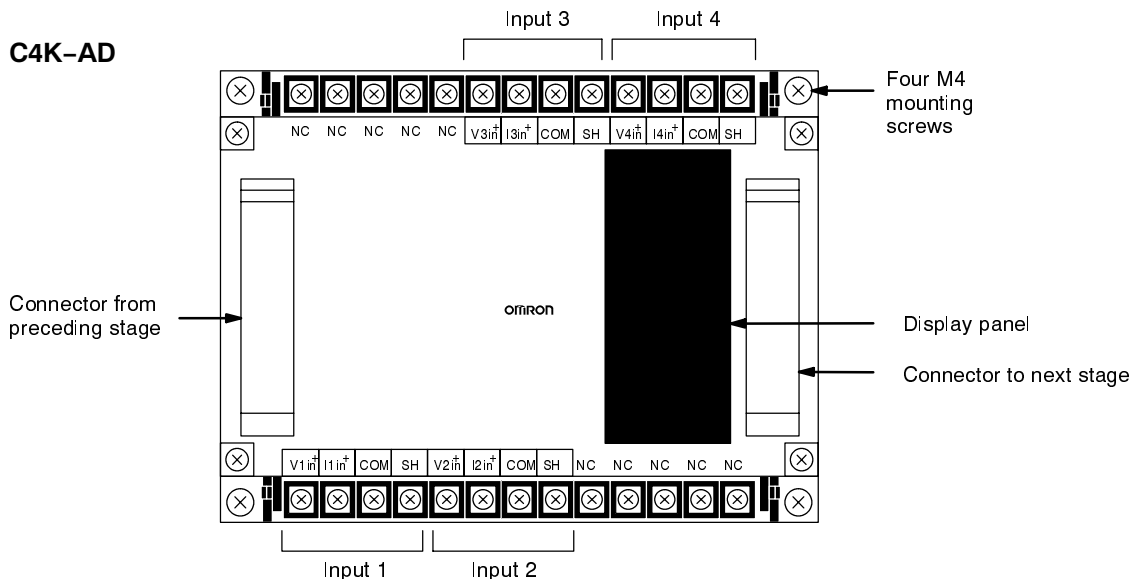 C4K–AD
Input 3
Input 4
NC NC NC NC NC V3in+ I3in+ COM SH V4in+ I4in+ COM SH
Four M4
mounting
screws
Connector from
preceding stage
OMRON
Display panel
Connector to next stage
V1in+ I1in+ COM SH V2in+ I2in+ COM SH NC NC NC NC NC
Input 1
Input 2